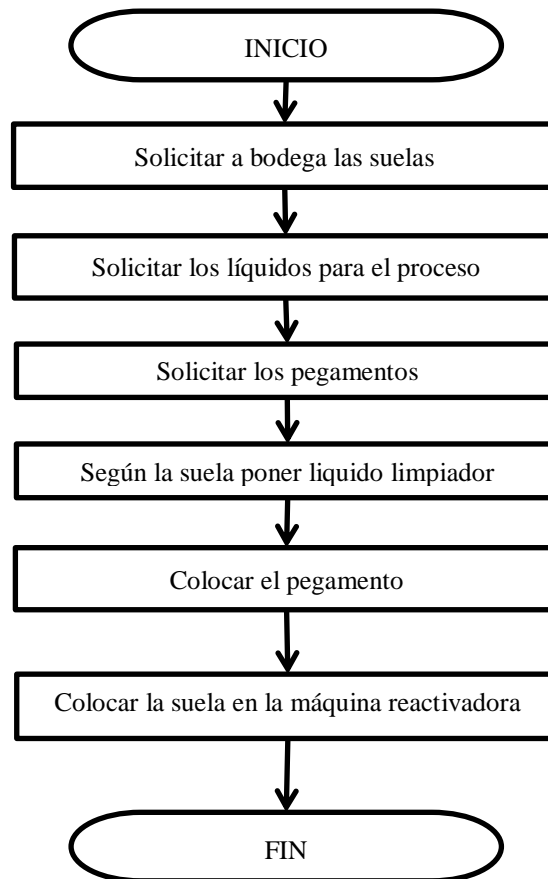 INICIO
Solicitar a bodega las suelas
Solicitar los líquidos para el proceso
Solicitar los pegamentos
Según la suela poner liquido limpiador
Colocar el pegamento
Colocar la suela en la máquina reactivadora
FIN